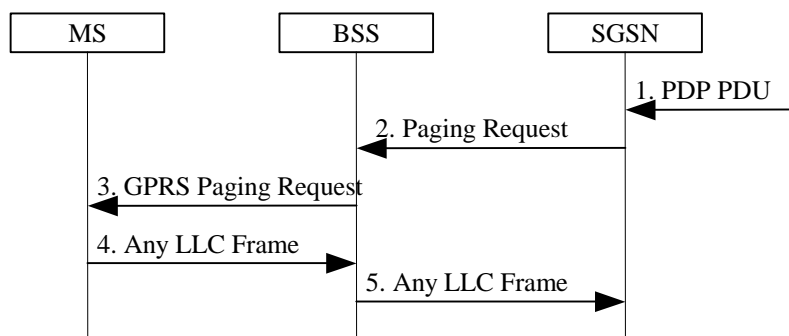 MS
BSS
SGSN
1. PDP PDU
2. Paging Request
3. GPRS Paging Request
4. Any LLC Frame
5. Any LLC Frame